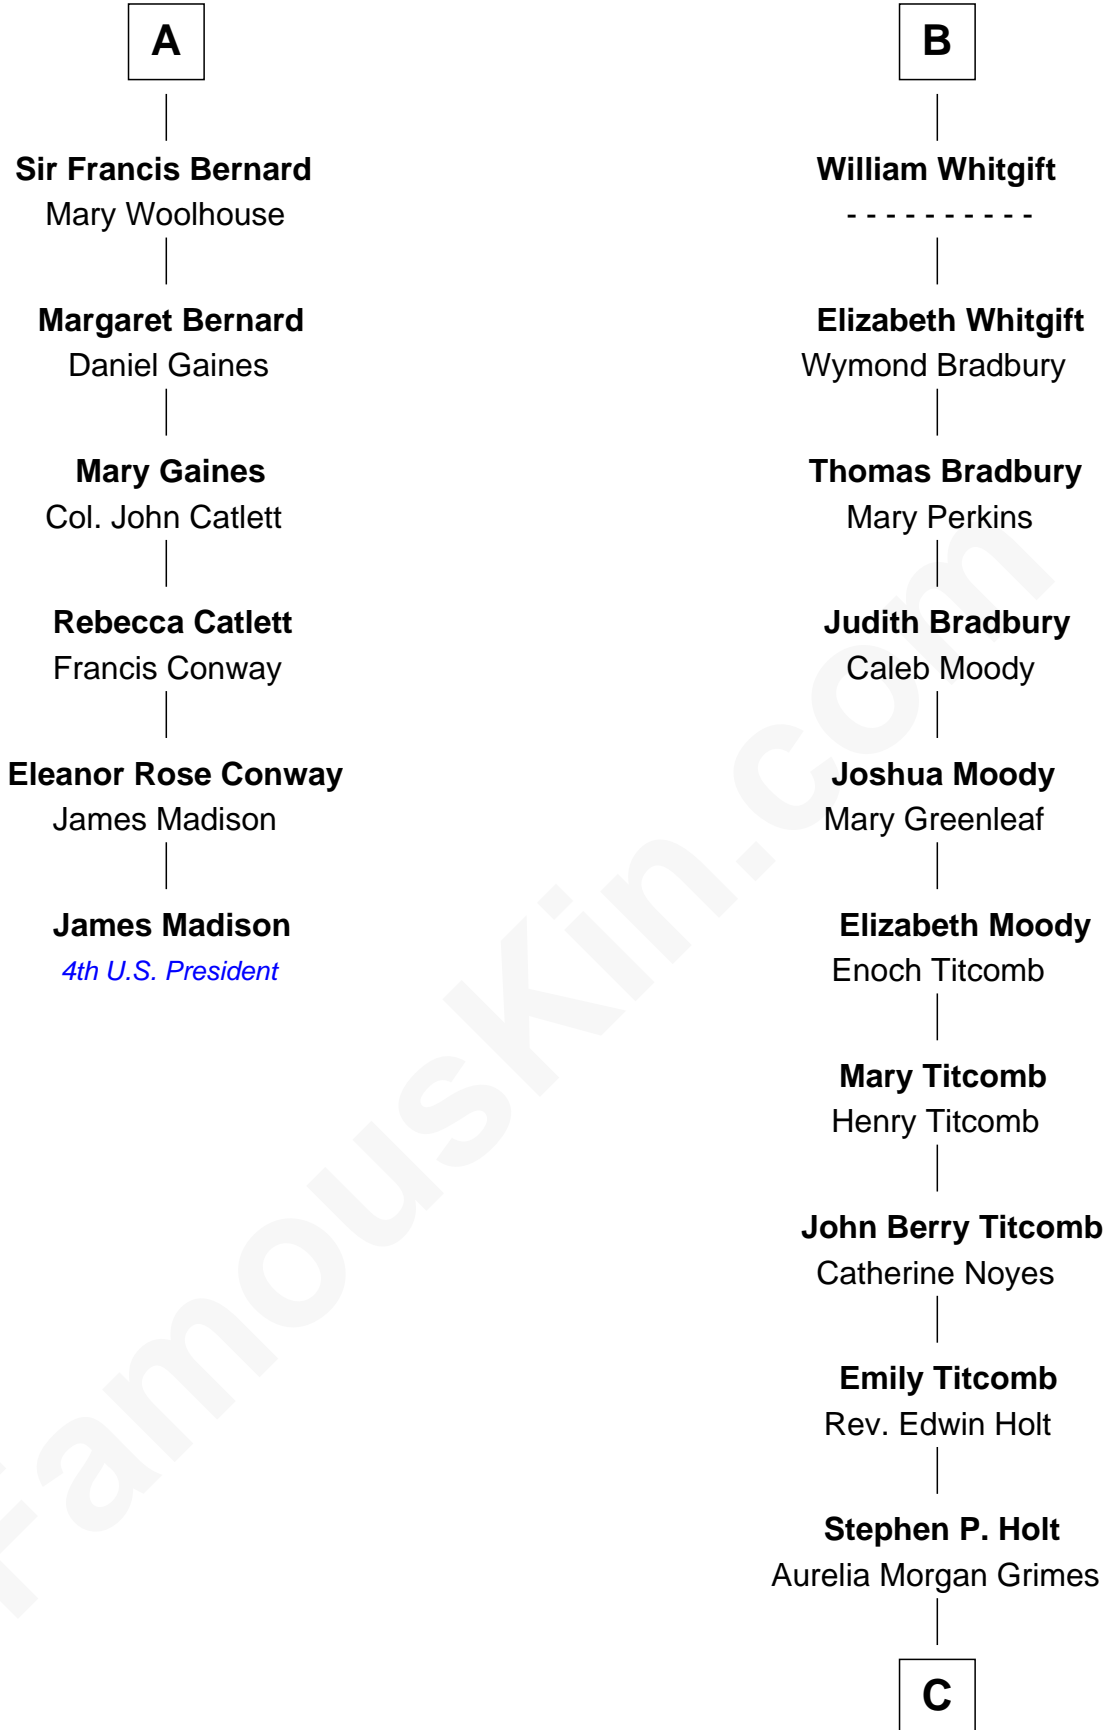 A
Sir Francis Bernard
Mary Woolhouse
Margaret Bernard
Daniel Gaines
Mary Gaines
Col. John Catlett
Rebecca Catlett
Francis Conway
Eleanor Rose Conway
James Madison
James Madison
4th U.S. President
B
William Whitgift
- - - - - - - - - -
Elizabeth Whitgift
Wymond Bradbury
Thomas Bradbury
Mary Perkins
Judith Bradbury
Caleb Moody
Joshua Moody
Mary Greenleaf
Elizabeth Moody
Enoch Titcomb
Mary Titcomb
Henry Titcomb
John Berry Titcomb
Catherine Noyes
Emily Titcomb
Rev. Edwin Holt
Stephen P. Holt
Aurelia Morgan Grimes
C
FamousKin.com